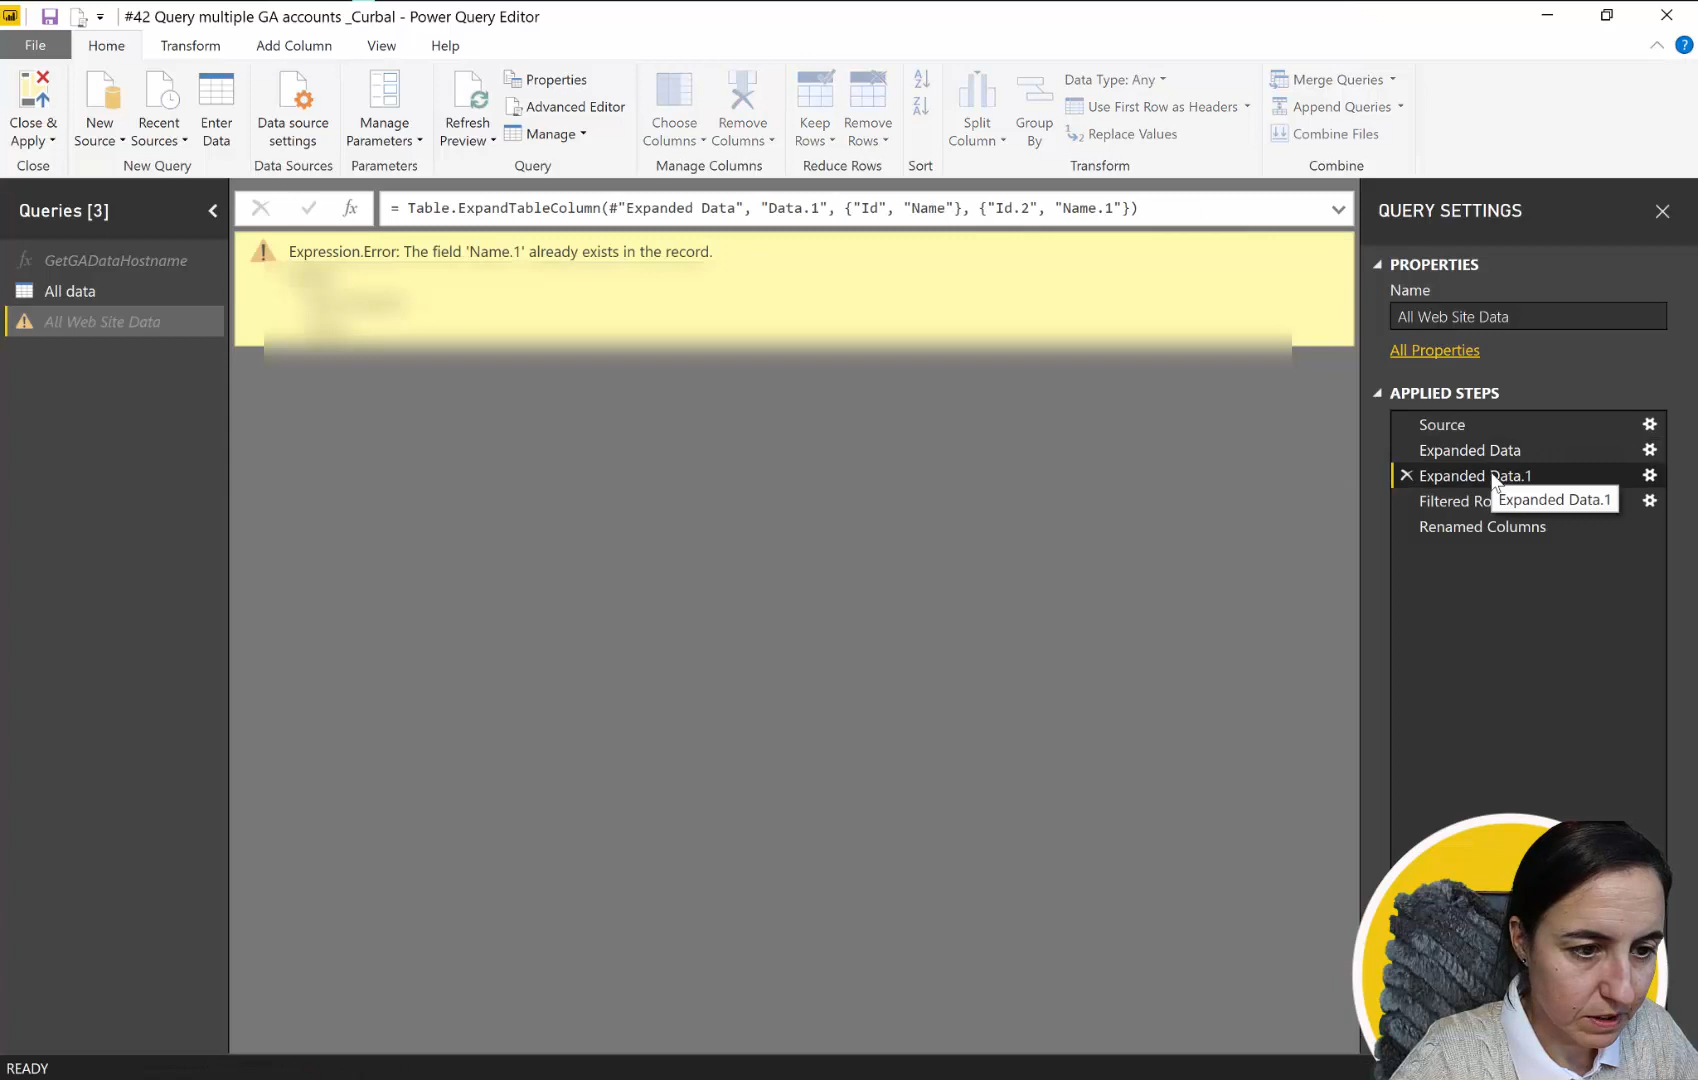 #42 Query multiple GA accounts _Curbal - Power Query Editor
File Home Transform Add Column View Help
Close & Apply
New Source
Recent Sources
Enter Data
Data source settings
Manage Parameters
Refresh Preview
Properties
Advanced Editor
Manage
Choose Columns
Remove Columns
Keep Rows
Remove Rows
Split Column
Group By
Data Type: Any
Use First Row as Headers
Replace Values
Merge Queries
Append Queries
Combine Files
Close New Query Data Sources Parameters Query Manage Columns Reduce Rows Sort Transform Combine
Queries [3]
fx GetGADataHostname
All data
All Web Site Data
fx = Table.ExpandTableColumn(#"Expanded Data", "Data.1", {"Id", "Name"}, {"Id.2", "Name.1"})
Expression.Error: The field 'Name.1' already exists in the record.
QUERY SETTINGS
PROPERTIES
Name
All Web Site Data
All Properties
APPLIED STEPS
Source
Expanded Data
Expanded Data.1
Filtered Ro
Expanded Data.1
Renamed Columns
READY